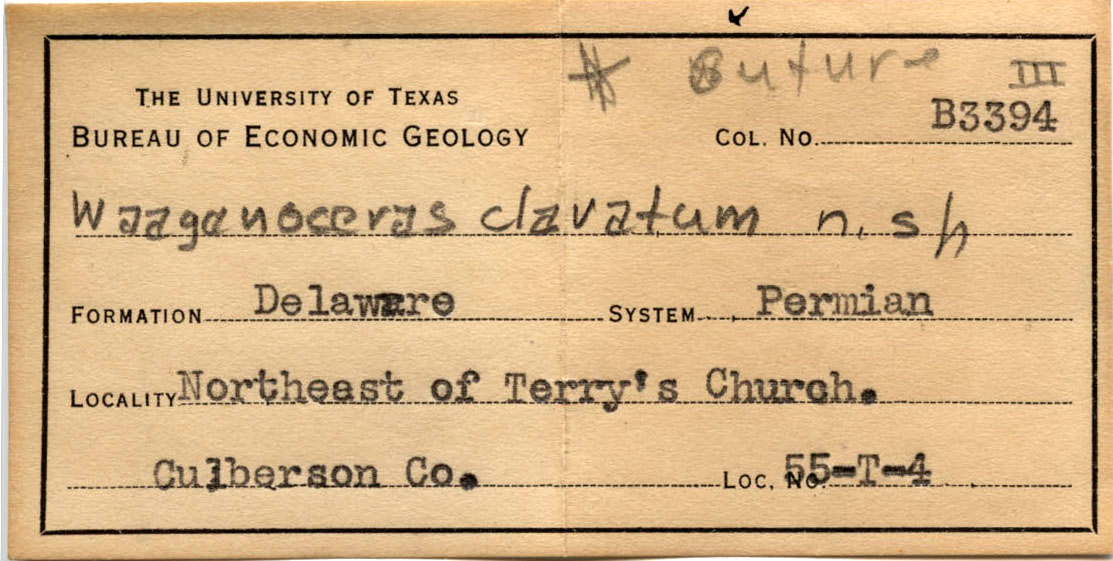 # Suture III
THE UNIVERSITY OF TEXAS
BUREAU OF ECONOMIC GEOLOGY
COL. NO. B3394
Waaganoceras clavatum n. sp
FORMATION Delaware SYSTEM Permian
LOCALITY Northeast of Terry's Church.
Culberson Co. LOC. NO. 55-T-4